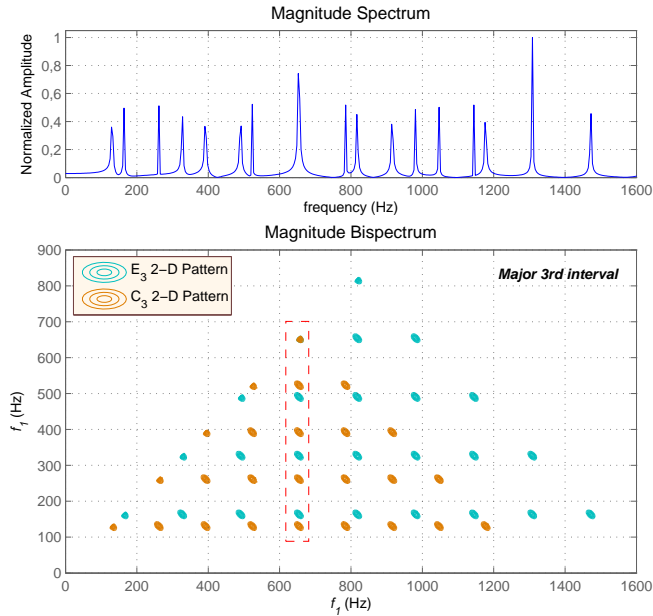 Magnitude Spectrum
Normalized Amplitude
1
0.8
0.6
0.4
0.2
0
0 200 400 600 800 1000 1200 1400 1600
frequency (Hz)
Magnitude Bispectrum
900
800
700
600
500
400
300
200
100
0
E3 2−D Pattern
C3 2−D Pattern
Major 3rd interval
f1 (Hz)
0 200 400 600 800 1000 1200 1400 1600
f1 (Hz)